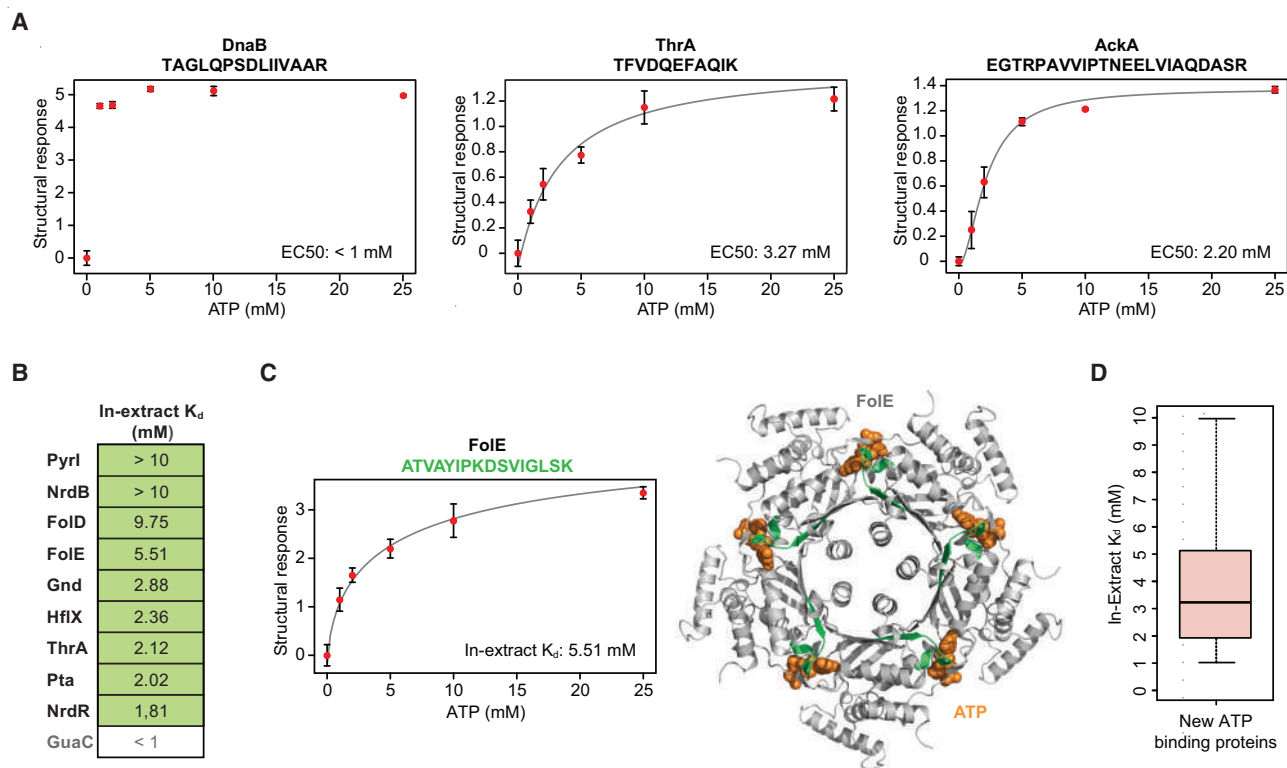 A
DnaB
TAGLQPSDLIIVAAR
Structural response
5
4
3
2
1
0
EC50: < 1 mM
0 5 10 15 20 25
ATP (mM)
ThrA
TFVDQEFAQIK
Structural response
1.2
1.0
0.8
0.6
0.4
0.2
0
EC50: 3.27 mM
0 5 10 15 20 25
ATP (mM)
AckA
EGTRPAVVIPTNEELVIAQDASR
Structural response
1.4
1.2
1.0
0.8
0.6
0.4
0.2
0
EC50: 2.20 mM
0 5 10 15 20 25
ATP (mM)
B
In-extract Kd
(mM)
PyrI > 10
NrdB > 10
FolD 9.75
FolE 5.51
Gnd 2.88
HflX 2.36
ThrA 2.12
Pta 2.02
NrdR 1,81
GuaC < 1
C
FolE
ATVAYIPKDSVIGLSK
Structural response
3
2
1
0
In-extract Kd: 5.51 mM
0 5 10 15 20 25
ATP (mM)
FolE
ATP
D
In-Extract Kd (mM)
10
9
8
7
6
5
4
3
2
1
0
New ATP
binding proteins